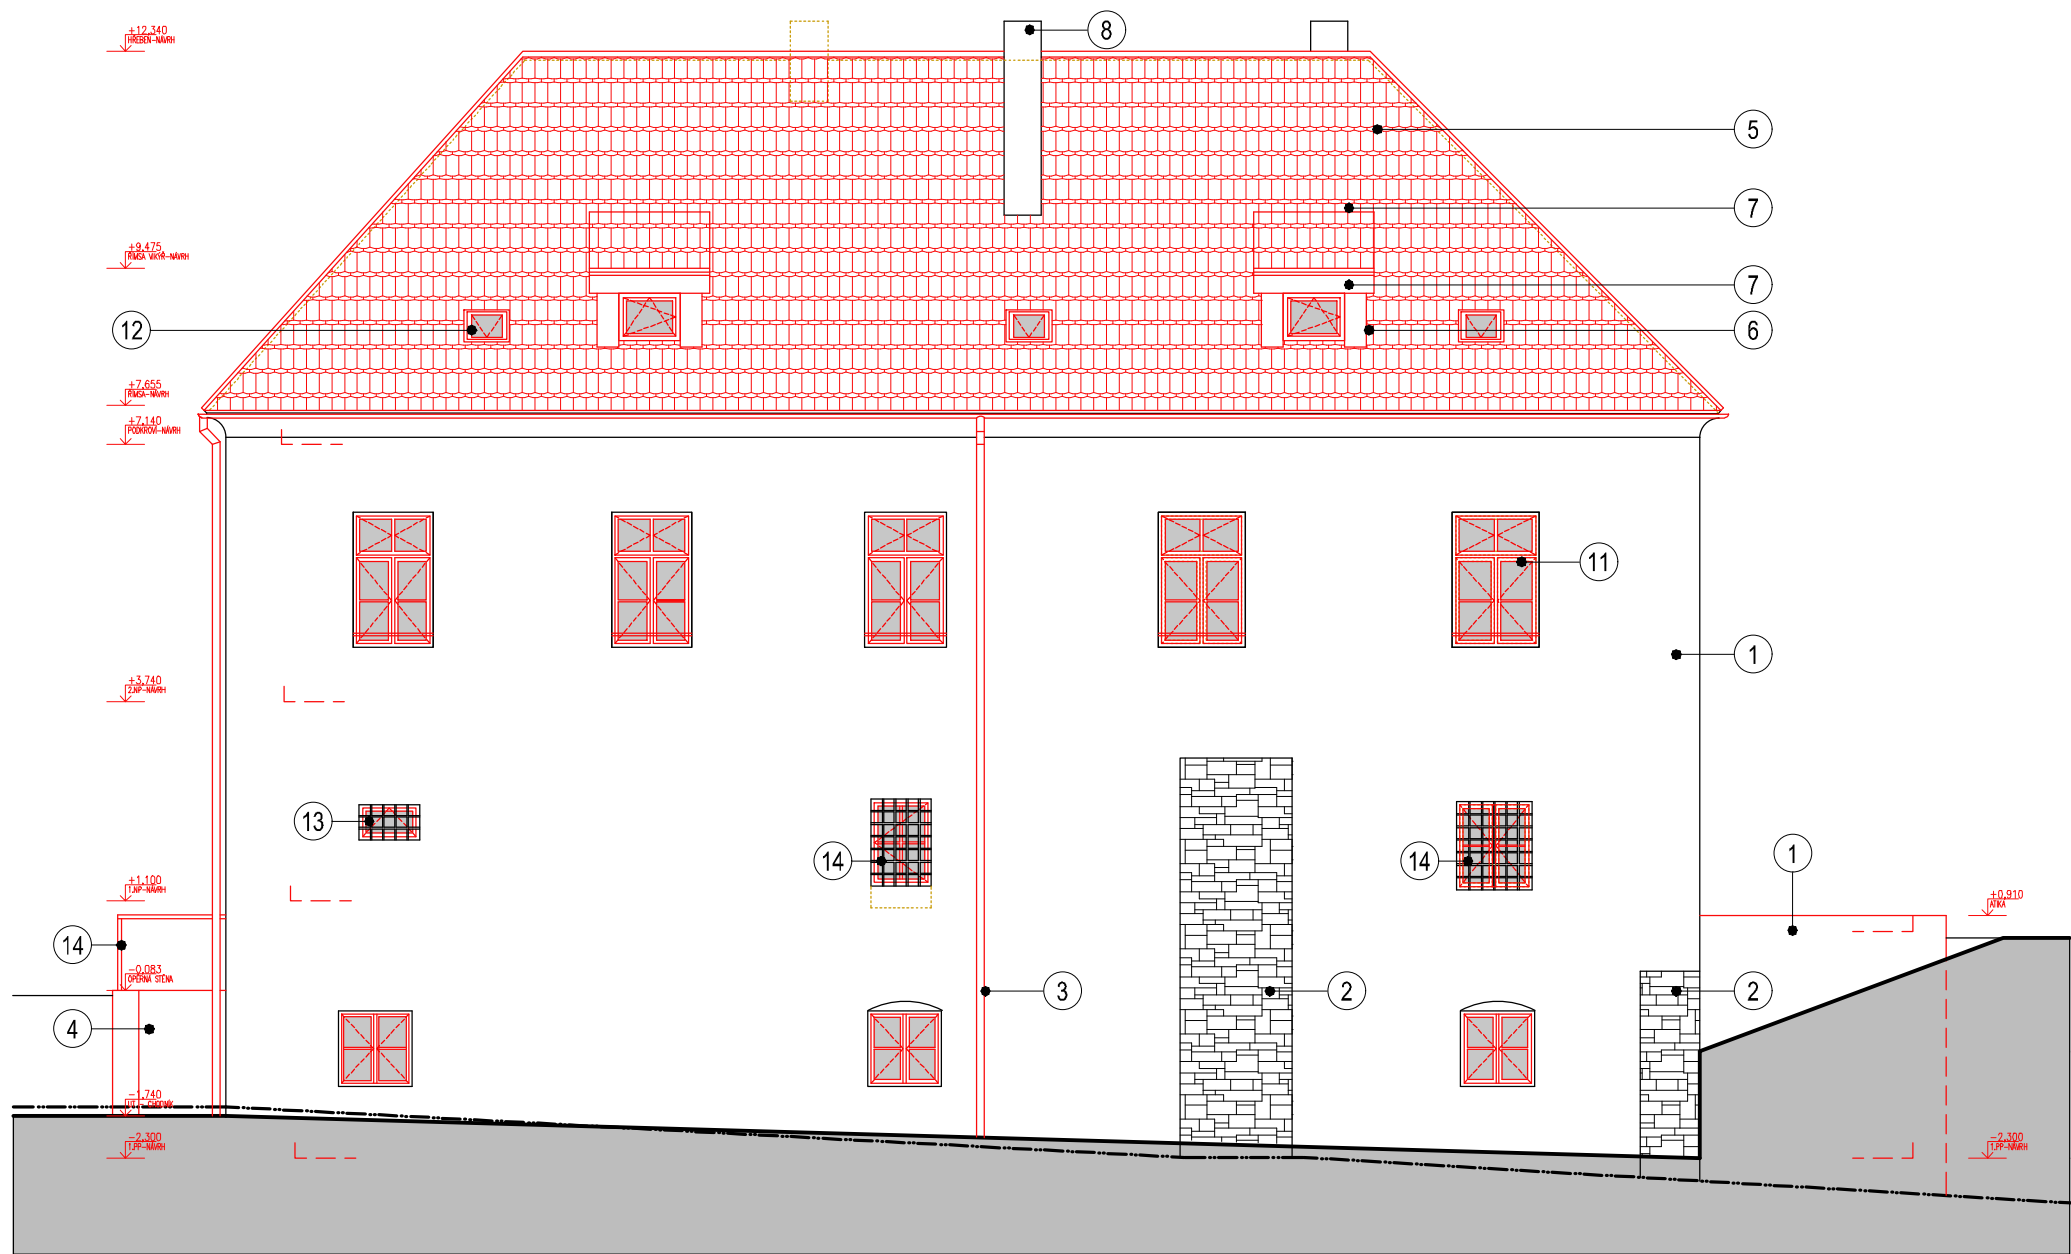 +12,340
HŘEBEN-NÁVRH
8
5
7
+9,475
ŘÍMSA VIKÝŘ-NÁVRH
7
12
6
+7,655
ŘÍMSA-NÁVRH
+7,140
PODKROVÍ-NÁVRH
11
1
+3,740
2.NP-NÁVRH
13
14
14
1
+1,100
1.NP-NÁVRH
+0,910
ATIKA
14
-0,083
OPĚRNÁ STĚNA
3
2
2
4
-1,740
UT - CHODNÍK
-2,300
1.PP-NÁVRH
-2,300
1.PP-NÁVRH